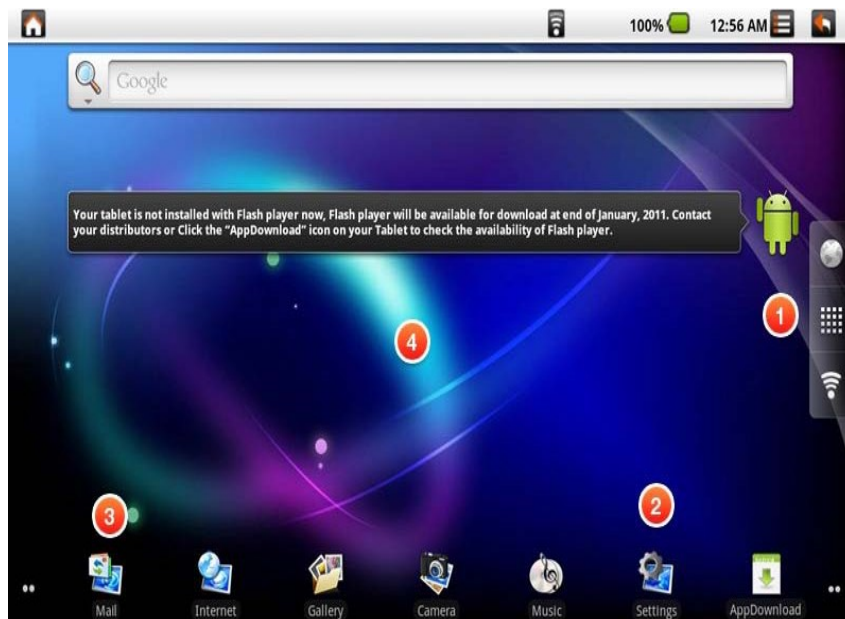 100% 12:56 AM
Google
Your tablet is not installed with Flash player now, Flash player will be available for download at end of January, 2011. Contact
your distributors or Click the “AppDownload” icon on your Tablet to check the availability of Flash player.
1
4
3
2
Mail Internet Gallery Camera Music Settings AppDownload